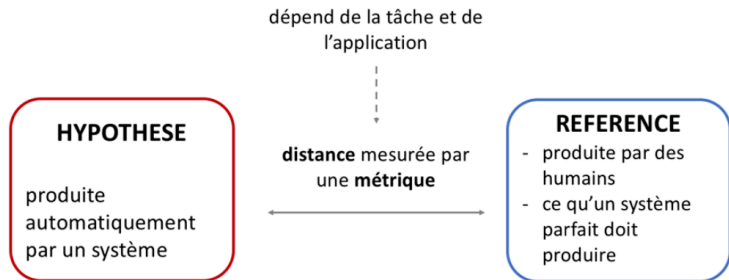 dépend de la tâche et de
l'application
HYPOTHESE
produite
automatiquement
par un système
distance mesurée par
une métrique
REFERENCE
- produite par des
humains
- ce qu'un système
parfait doit
produire